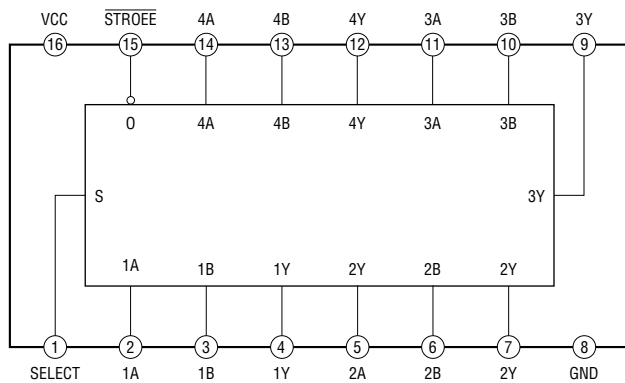 VCC STROEE 4A 4B 4Y 3A 3B 3Y
16 15 14 13 12 11 10 9
O 4A 4B 4Y 3A 3B
S 3Y
1A 1B 1Y 2Y 2B 2Y
1 2 3 4 5 6 7 8
SELECT 1A 1B 1Y 2A 2B 2Y GND